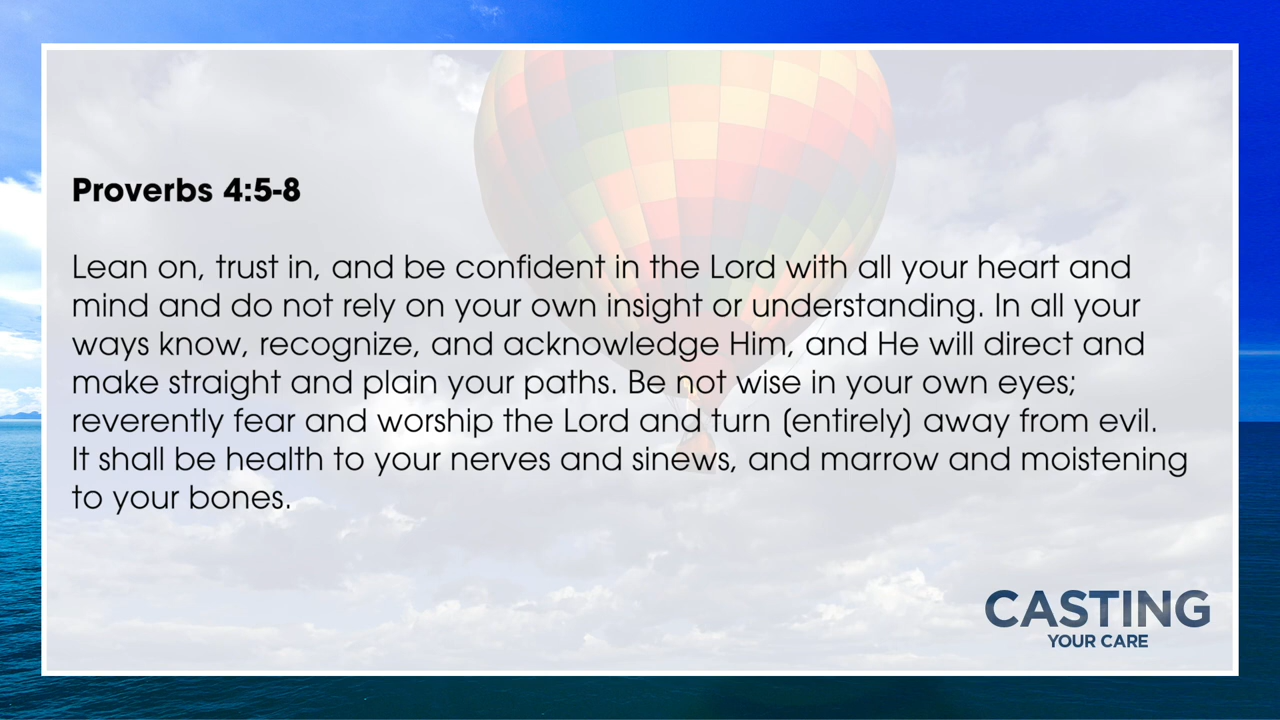 Proverbs 4:5-8
Lean on, trust in, and be confident in the Lord with all your heart and
mind and do not rely on your own insight or understanding. In all your
ways know, recognize, and acknowledge Him, and He will direct and
make straight and plain your paths. Be not wise in your own eyes;
reverently fear and worship the Lord and turn (entirely) away from evil.
It shall be health to your nerves and sinews, and marrow and moistening
to your bones.
CASTING
YOUR CARE